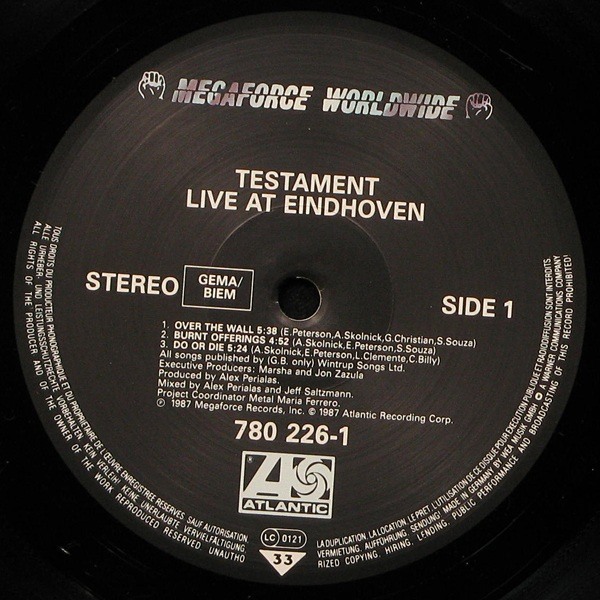 MEGAFORCE WORLDWIDE
TESTAMENT
LIVE AT EINDHOVEN
STEREO
GEMA/
BIEM
SIDE 1
1. OVER THE WALL 5:38 (E.Peterson,A.Skolnick,G.Christian,S.Souza)
2. BURNT OFFERINGS 4:52 (A.Skolnick,E.Peterson,S.Souza)
3. DO OR DIE 5:24 (A.Skolnick,E.Peterson,L.Clemente,C.Billy)
All songs published by (G.B. only) Wintrup Songs Ltd.
Executive Producers: Marsha and Jon Zazula
Produced by Alex Perialas.
Mixed by Alex Perialas and Jeff Saltzmann.
Project Coordinator Metal Maria Ferrero.
℗ 1987 Megaforce Records, Inc. © 1987 Atlantic Recording Corp.
780 226-1
ATLANTIC
LC 0121
33
TOUS DROITS DU PRODUCTEUR PHONOGRAPHIQUE ET DU PROPRIETAIRE DE L'ŒUVRE ENREGISTREE RESERVES SAUF AUTORISATION.
LA DUPLICATION, LA LOCATION, LE PRET, L'UTILISATION DE CE DISQUE POUR EXECUTION PUBLIQUE ET RADIODIFFUSION SONT INTERDITS.
ALLE URHEBER- UND LEISTUNGSSCHUTZRECHTE VORBEHALTEN. KEIN VERLEIH! KEINE UNERLAUBTE VERVIELFÄLTIGUNG,
VERMIETUNG, AUFFÜHRUNG, SENDUNG! MADE IN GERMANY BY WEA MUSIK GMBH A WARNER COMMUNICATIONS COMPANY
ALL RIGHTS OF THE PRODUCER AND OF THE OWNER OF THE WORK REPRODUCED RESERVED UNAUTHO
RIZED COPYING, HIRING, LENDING, PUBLIC PERFORMANCE AND BROADCASTING OF THIS RECORD PROHIBITED!